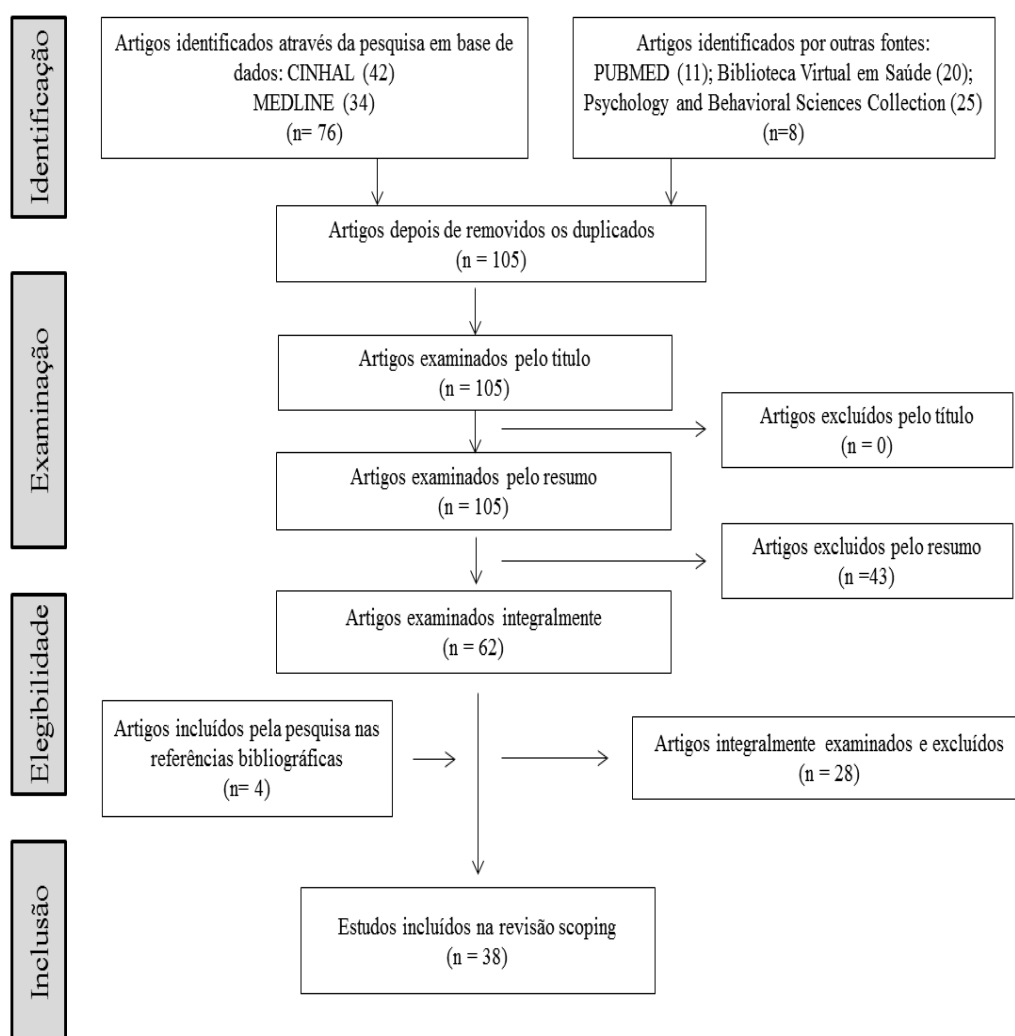 Identificação
Artigos identificados através da pesquisa em base de
dados: CINHAL (42)
MEDLINE (34)
(n= 76)
Artigos identificados por outras fontes:
PUBMED (11); Biblioteca Virtual em Saúde (20);
Psychology and Behavioral Sciences Collection (25)
(n=8)
Artigos depois de removidos os duplicados
(n = 105)
Examinação
Artigos examinados pelo titulo
(n = 105)
Artigos excluídos pelo título
(n = 0)
Artigos examinados pelo resumo
(n = 105)
Artigos excluidos pelo resumo
(n =43)
Elegibilidade
Artigos examinados integralmente
(n = 62)
Artigos incluídos pela pesquisa nas
referências bibliográficas
(n= 4)
Artigos integralmente examinados e excluídos
(n = 28)
Inclusão
Estudos incluídos na revisão scoping
(n = 38)